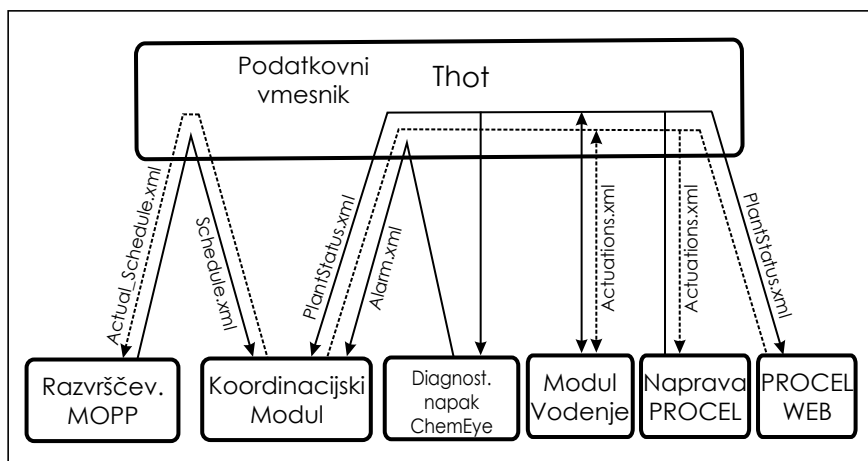 Podatkovni
vmesnik
Thot
Actual_Schedule.xml
Schedule.xml
PlantStatus.xml
Alarm.xml
Actuations.xml
Actuations.xml
PlantStatus.xml
Razvrščev.
MOPP
Koordinacijski
Modul
Diagnost.
napak
ChemEye
Modul
Vodenje
Naprava
PROCEL
PROCEL
WEB